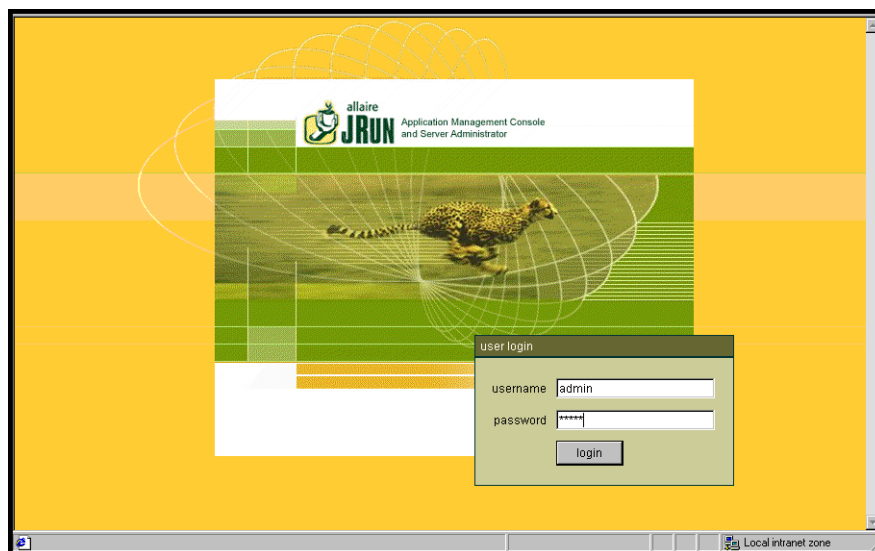 allaire
JRUN
Application Management Console
and Server Administrator
user login
username admin
password *****
login
Local intranet zone